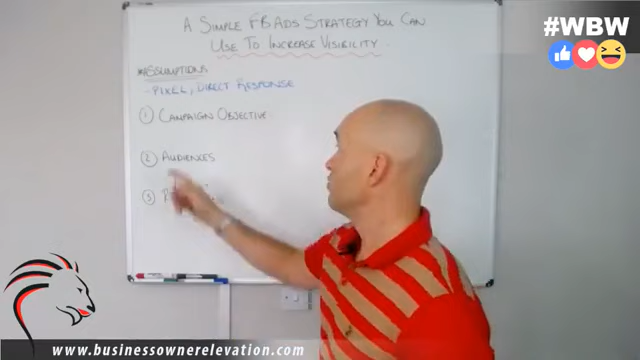 #WBW
A SIMPLE FB ADS STRATEGY YOU CAN
USE TO INCREASE VISIBILITY.
*ASSUMPTIONS
- PIXEL, DIRECT RESPONSE
① CAMPAIGN OBJECTIVE
② AUDIENCES
③
www.businessownerelevation.com